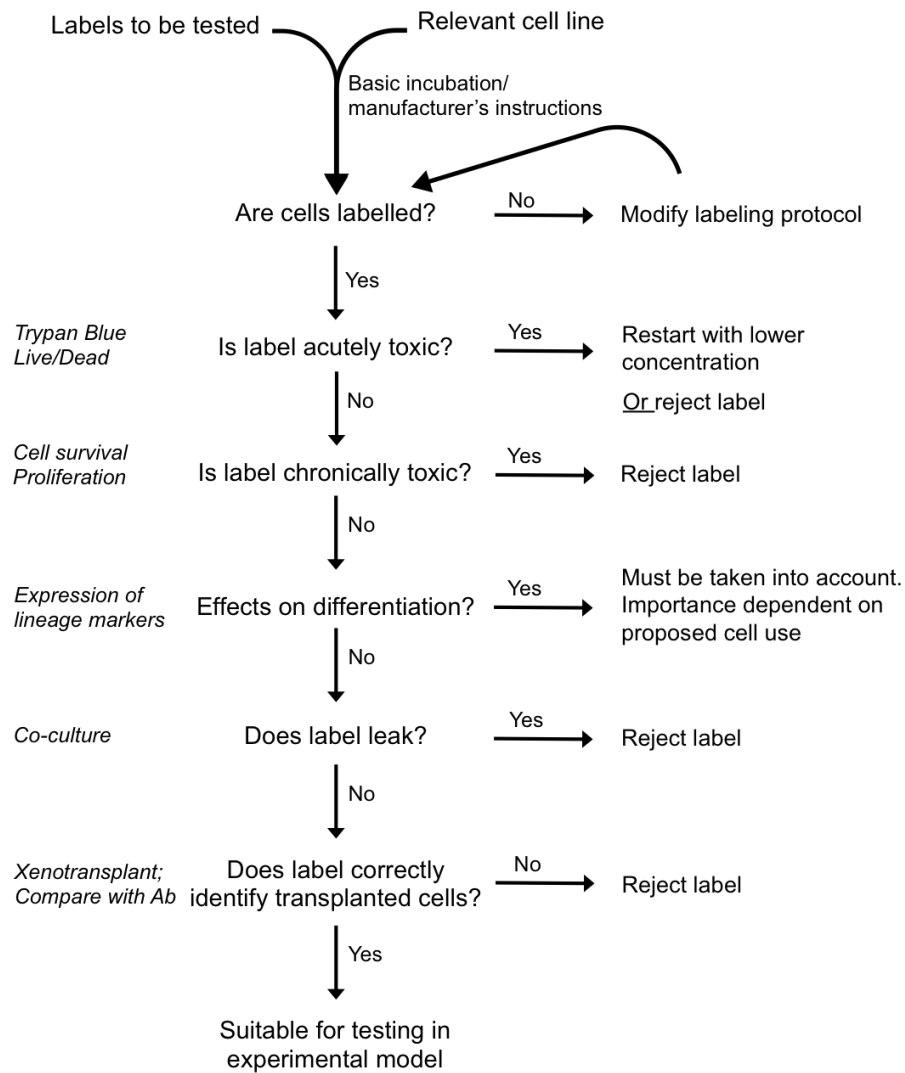 Labels to be tested
Relevant cell line
Basic incubation/
manufacturer's instructions
Are cells labelled?
No
Modify labeling protocol
Yes
Trypan Blue
Live/Dead
Is label acutely toxic?
Yes
Restart with lower
concentration
Or reject label
No
Cell survival
Proliferation
Is label chronically toxic?
Yes
Reject label
No
Expression of
lineage markers
Effects on differentiation?
Yes
Must be taken into account.
Importance dependent on
proposed cell use
No
Co-culture
Does label leak?
Yes
Reject label
No
Xenotransplant;
Compare with Ab
Does label correctly
identify transplanted cells?
No
Reject label
Yes
Suitable for testing in
experimental model